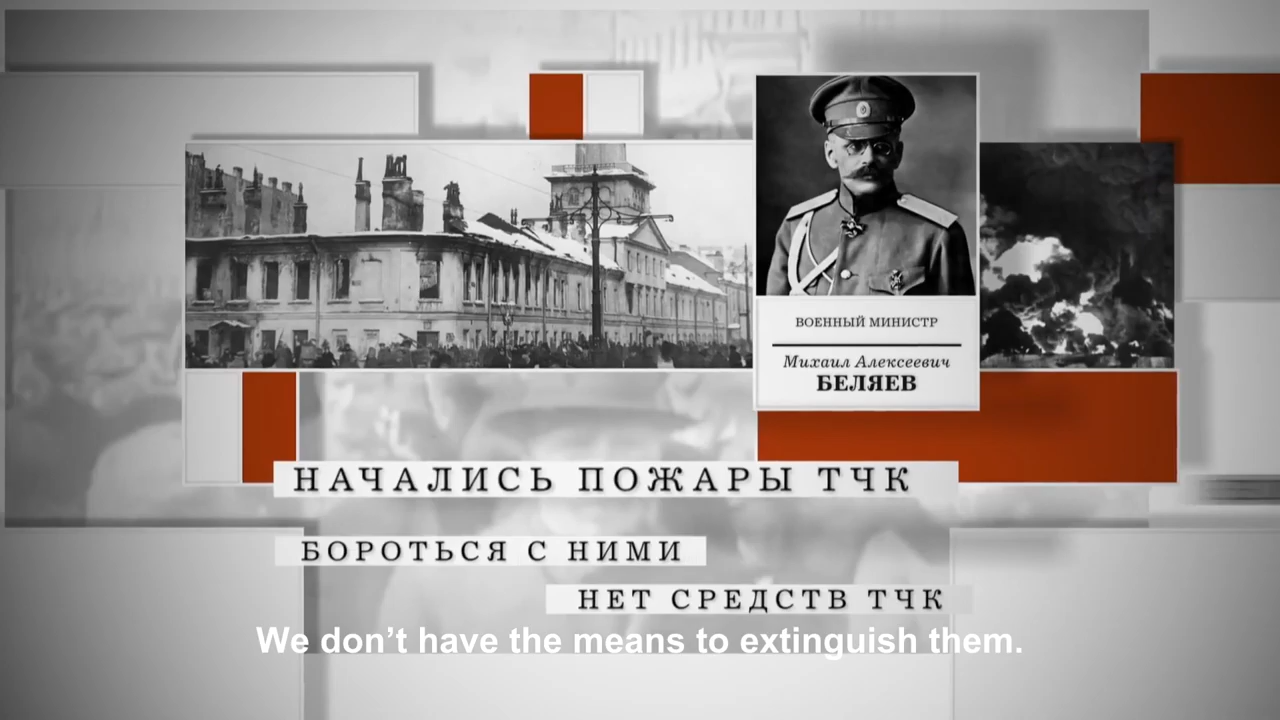 ВОЕННЫЙ МИНИСТР
Михаил Алексеевич
БЕЛЯЕВ
НАЧАЛИСЬ ПОЖАРЫ ТЧК
БОРОТЬСЯ С НИМИ
НЕТ СРЕДСТВ ТЧК
We don’t have the means to extinguish them.